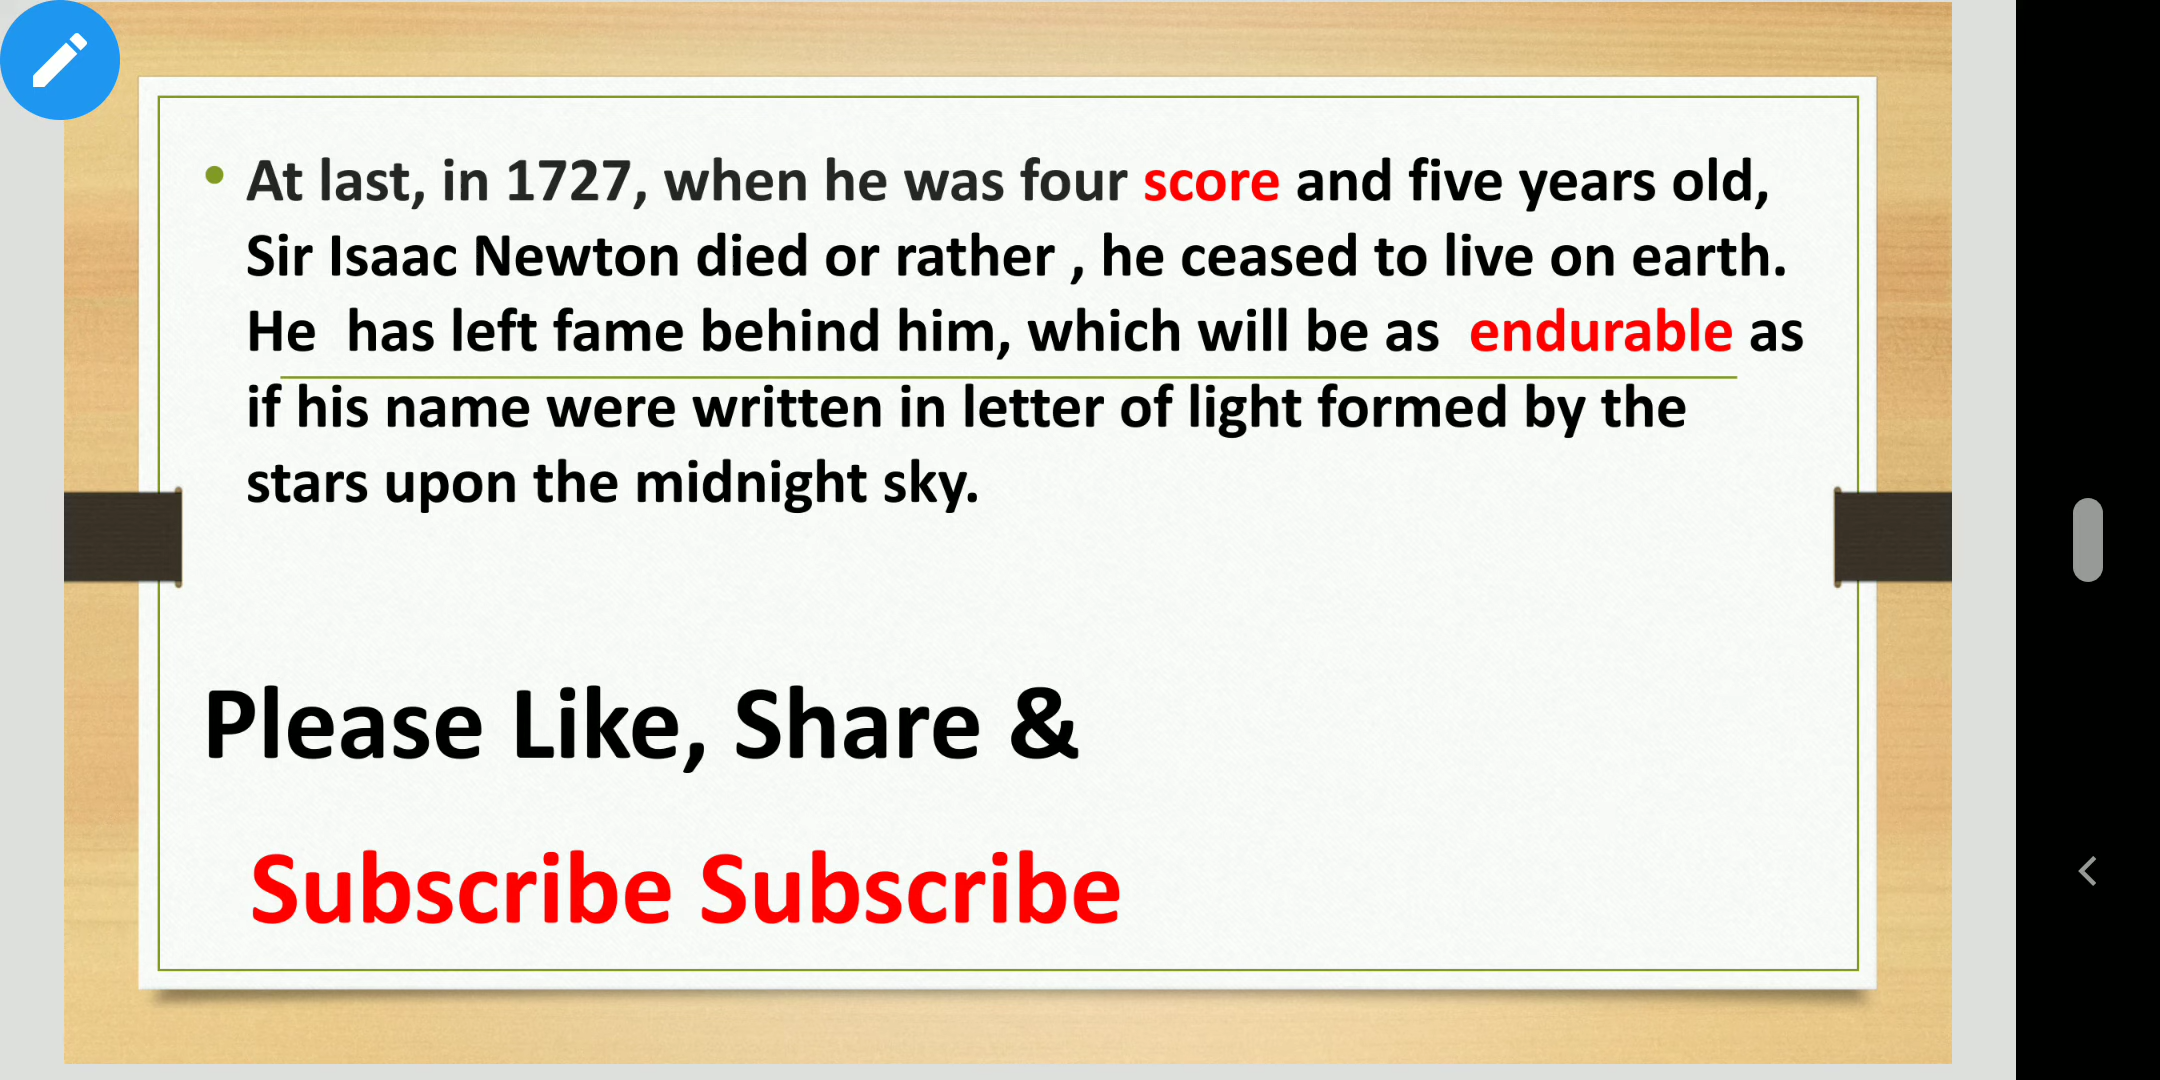 • At last, in 1727, when he was four score and five years old,
Sir Isaac Newton died or rather , he ceased to live on earth.
He  has left fame behind him, which will be as  endurable as
if his name were written in letter of light formed by the
stars upon the midnight sky.
Please Like, Share &
Subscribe Subscribe